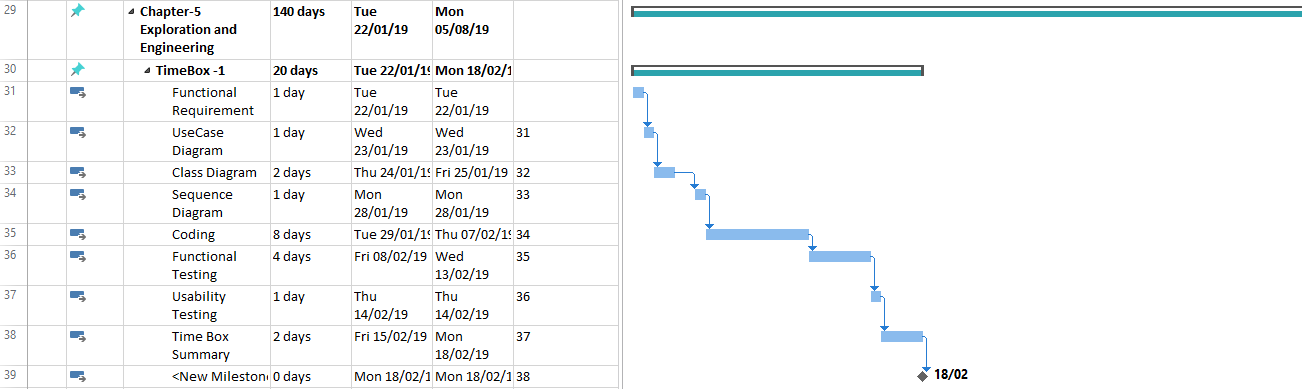 29 Chapter-5 Exploration and Engineering 140 days Tue 22/01/19 Mon 05/08/19
30 TimeBox -1 20 days Tue 22/01/19 Mon 18/02/1
31 Functional Requirement 1 day Tue 22/01/19 Tue 22/01/19
32 UseCase Diagram 1 day Wed 23/01/19 Wed 23/01/19 31
33 Class Diagram 2 days Thu 24/01/19 Fri 25/01/19 32
34 Sequence Diagram 1 day Mon 28/01/19 Mon 28/01/19 33
35 Coding 8 days Tue 29/01/19 Thu 07/02/19 34
36 Functional Testing 4 days Fri 08/02/19 Wed 13/02/19 35
37 Usability Testing 1 day Thu 14/02/19 Thu 14/02/19 36
38 Time Box Summary 2 days Fri 15/02/19 Mon 18/02/19 37
39 <New Mileston 0 days Mon 18/02/1 Mon 18/02/1 38 18/02